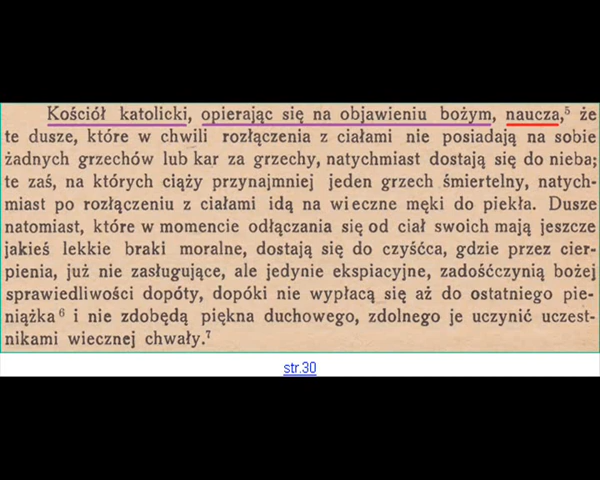 Kościół katolicki, opierając się na objawieniu bożym, naucza,⁵ że
te dusze, które w chwili rozłączenia z ciałami nie posiadają na sobie
żadnych grzechów lub kar za grzechy, natychmiast dostają się do nieba;
te zaś, na których ciąży przynajmniej jeden grzech śmiertelny, natych-
miast po rozłączeniu z ciałami idą na wieczne męki do piekła. Dusze
natomiast, które w momencie odłączania się od ciał swoich mają jeszcze
jakieś lekkie braki moralne, dostają się do czyśćca, gdzie przez cier-
pienia, już nie zasługujące, ale jedynie ekspiacyjne, zadośćczynią bożej
sprawiedliwości dopóty, dopóki nie wypłacą się aż do ostatniego pie-
niążka⁶ i nie zdobędą piękna duchowego, zdolnego je uczynić uczest-
nikami wiecznej chwały.⁷
str.30